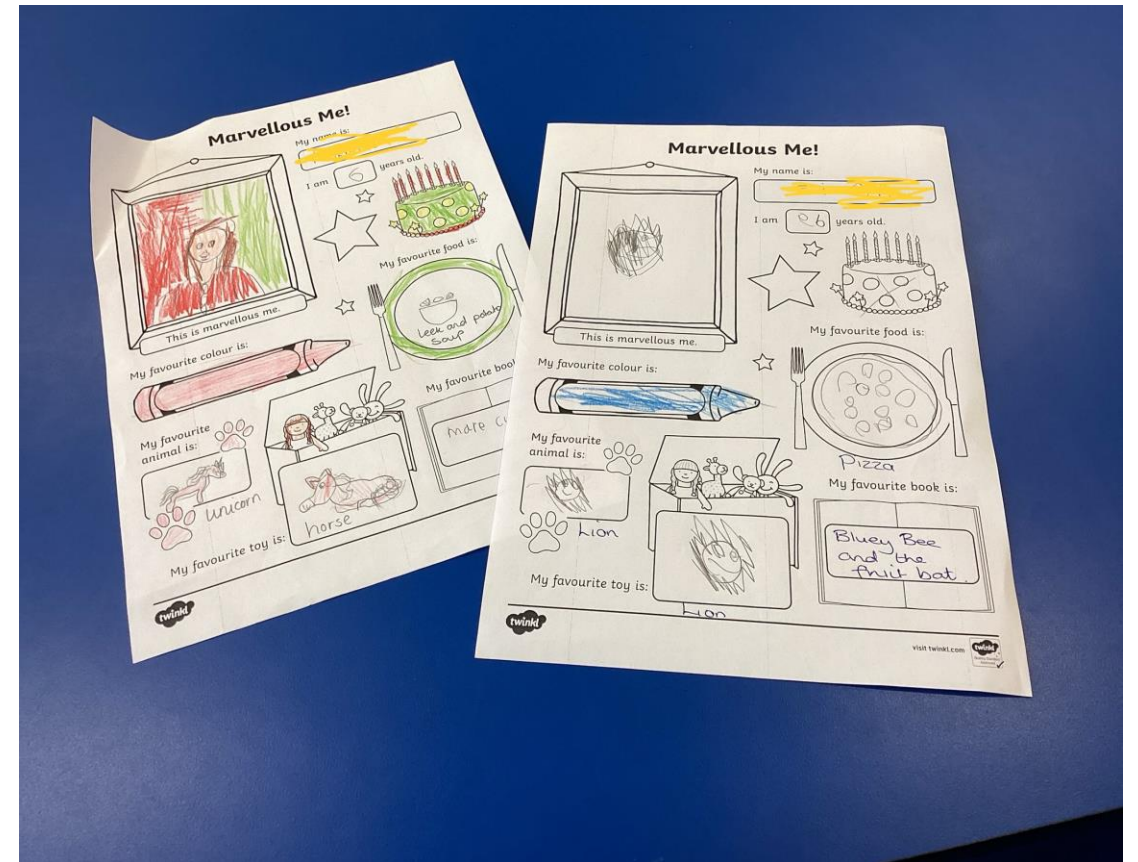 Marvellous Me!
My name is:
I am 6 years old.
My favourite food is:
leek and potato
soup
This is marvellous me.
My favourite colour is:
My favourite book
more
My favourite
animal is:
unicorn
horse
My favourite toy is:
twinkl
Marvellous Me!
My name is:
I am years old.
My favourite food is:
Pizza
This is marvellous me.
My favourite colour is:
My favourite
animal is:
Lion
My favourite book is:
Bluey Bee
and the
fruit bat.
My favourite toy is:
Lion
twinkl
visit twinkl.com
twinkl